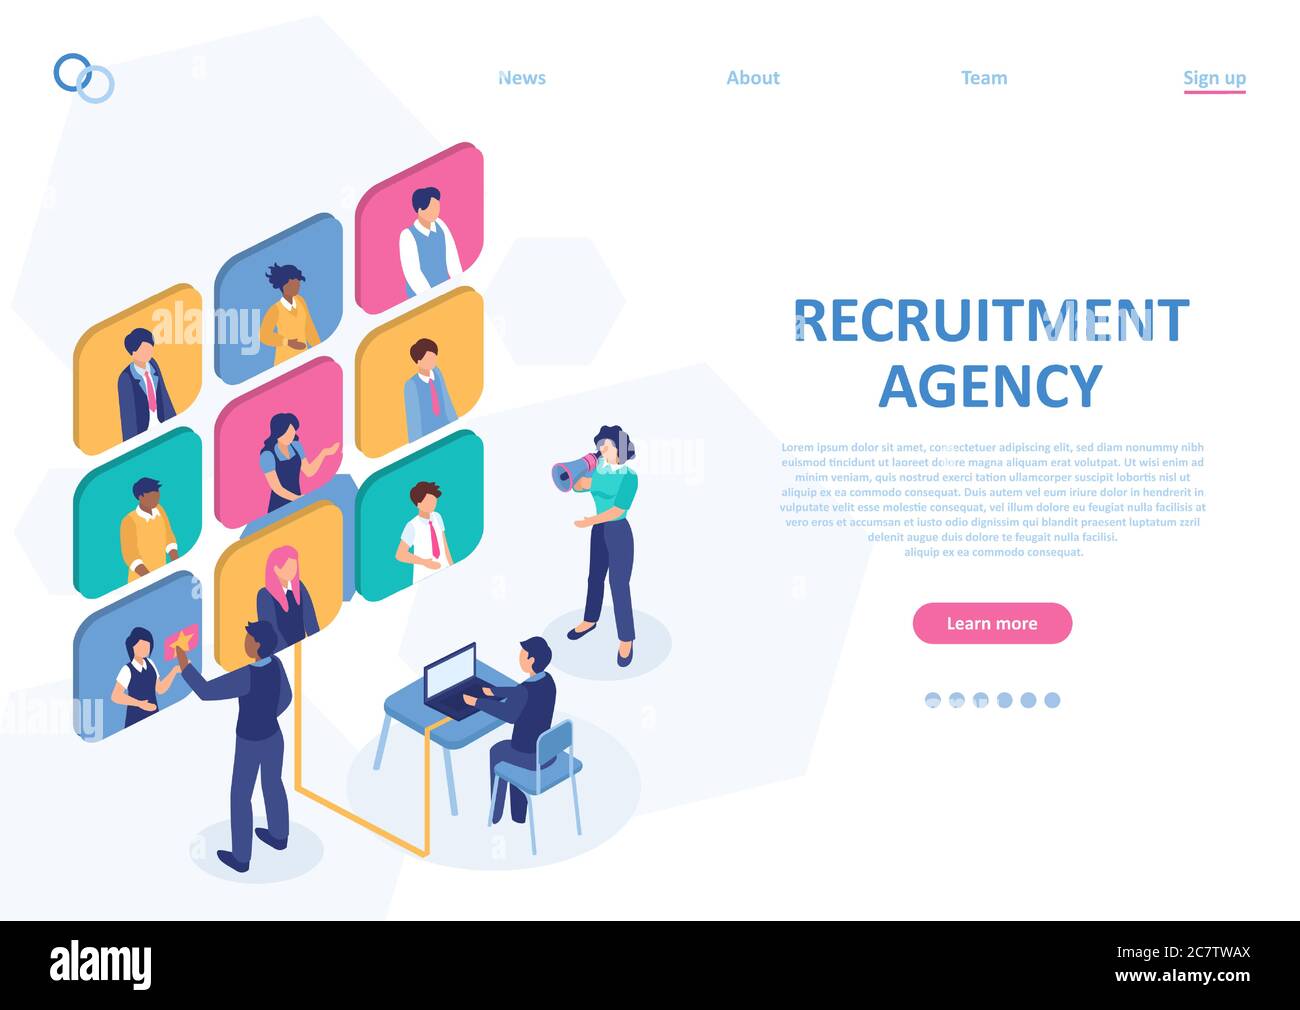 News About Team Sign up
RECRUITMENT
AGENCY
Lorem ipsum dolor sit amet, consectetuer adipiscing elit, sed diam nonummy nibh
euismod tincidunt ut laoreet dolore magna aliquam erat volutpat. Ut wisi enim ad
minim veniam, quis nostrud exerci tation ullamcorper suscipit lobortis nisl ut
aliquip ex ea commodo consequat. Duis autem vel eum iriure dolor in hendrerit in
vulputate velit esse molestie consequat, vel illum dolore eu feugiat nulla facilisis at
vero eros et accumsan et iusto odio dignissim qui blandit praesent luptatum zzril
delenit augue duis dolore te feugait nulla facilisi.
aliquip ex ea commodo consequat.
Learn more
alamy
Image ID: 2C7TWAX
www.alamy.com